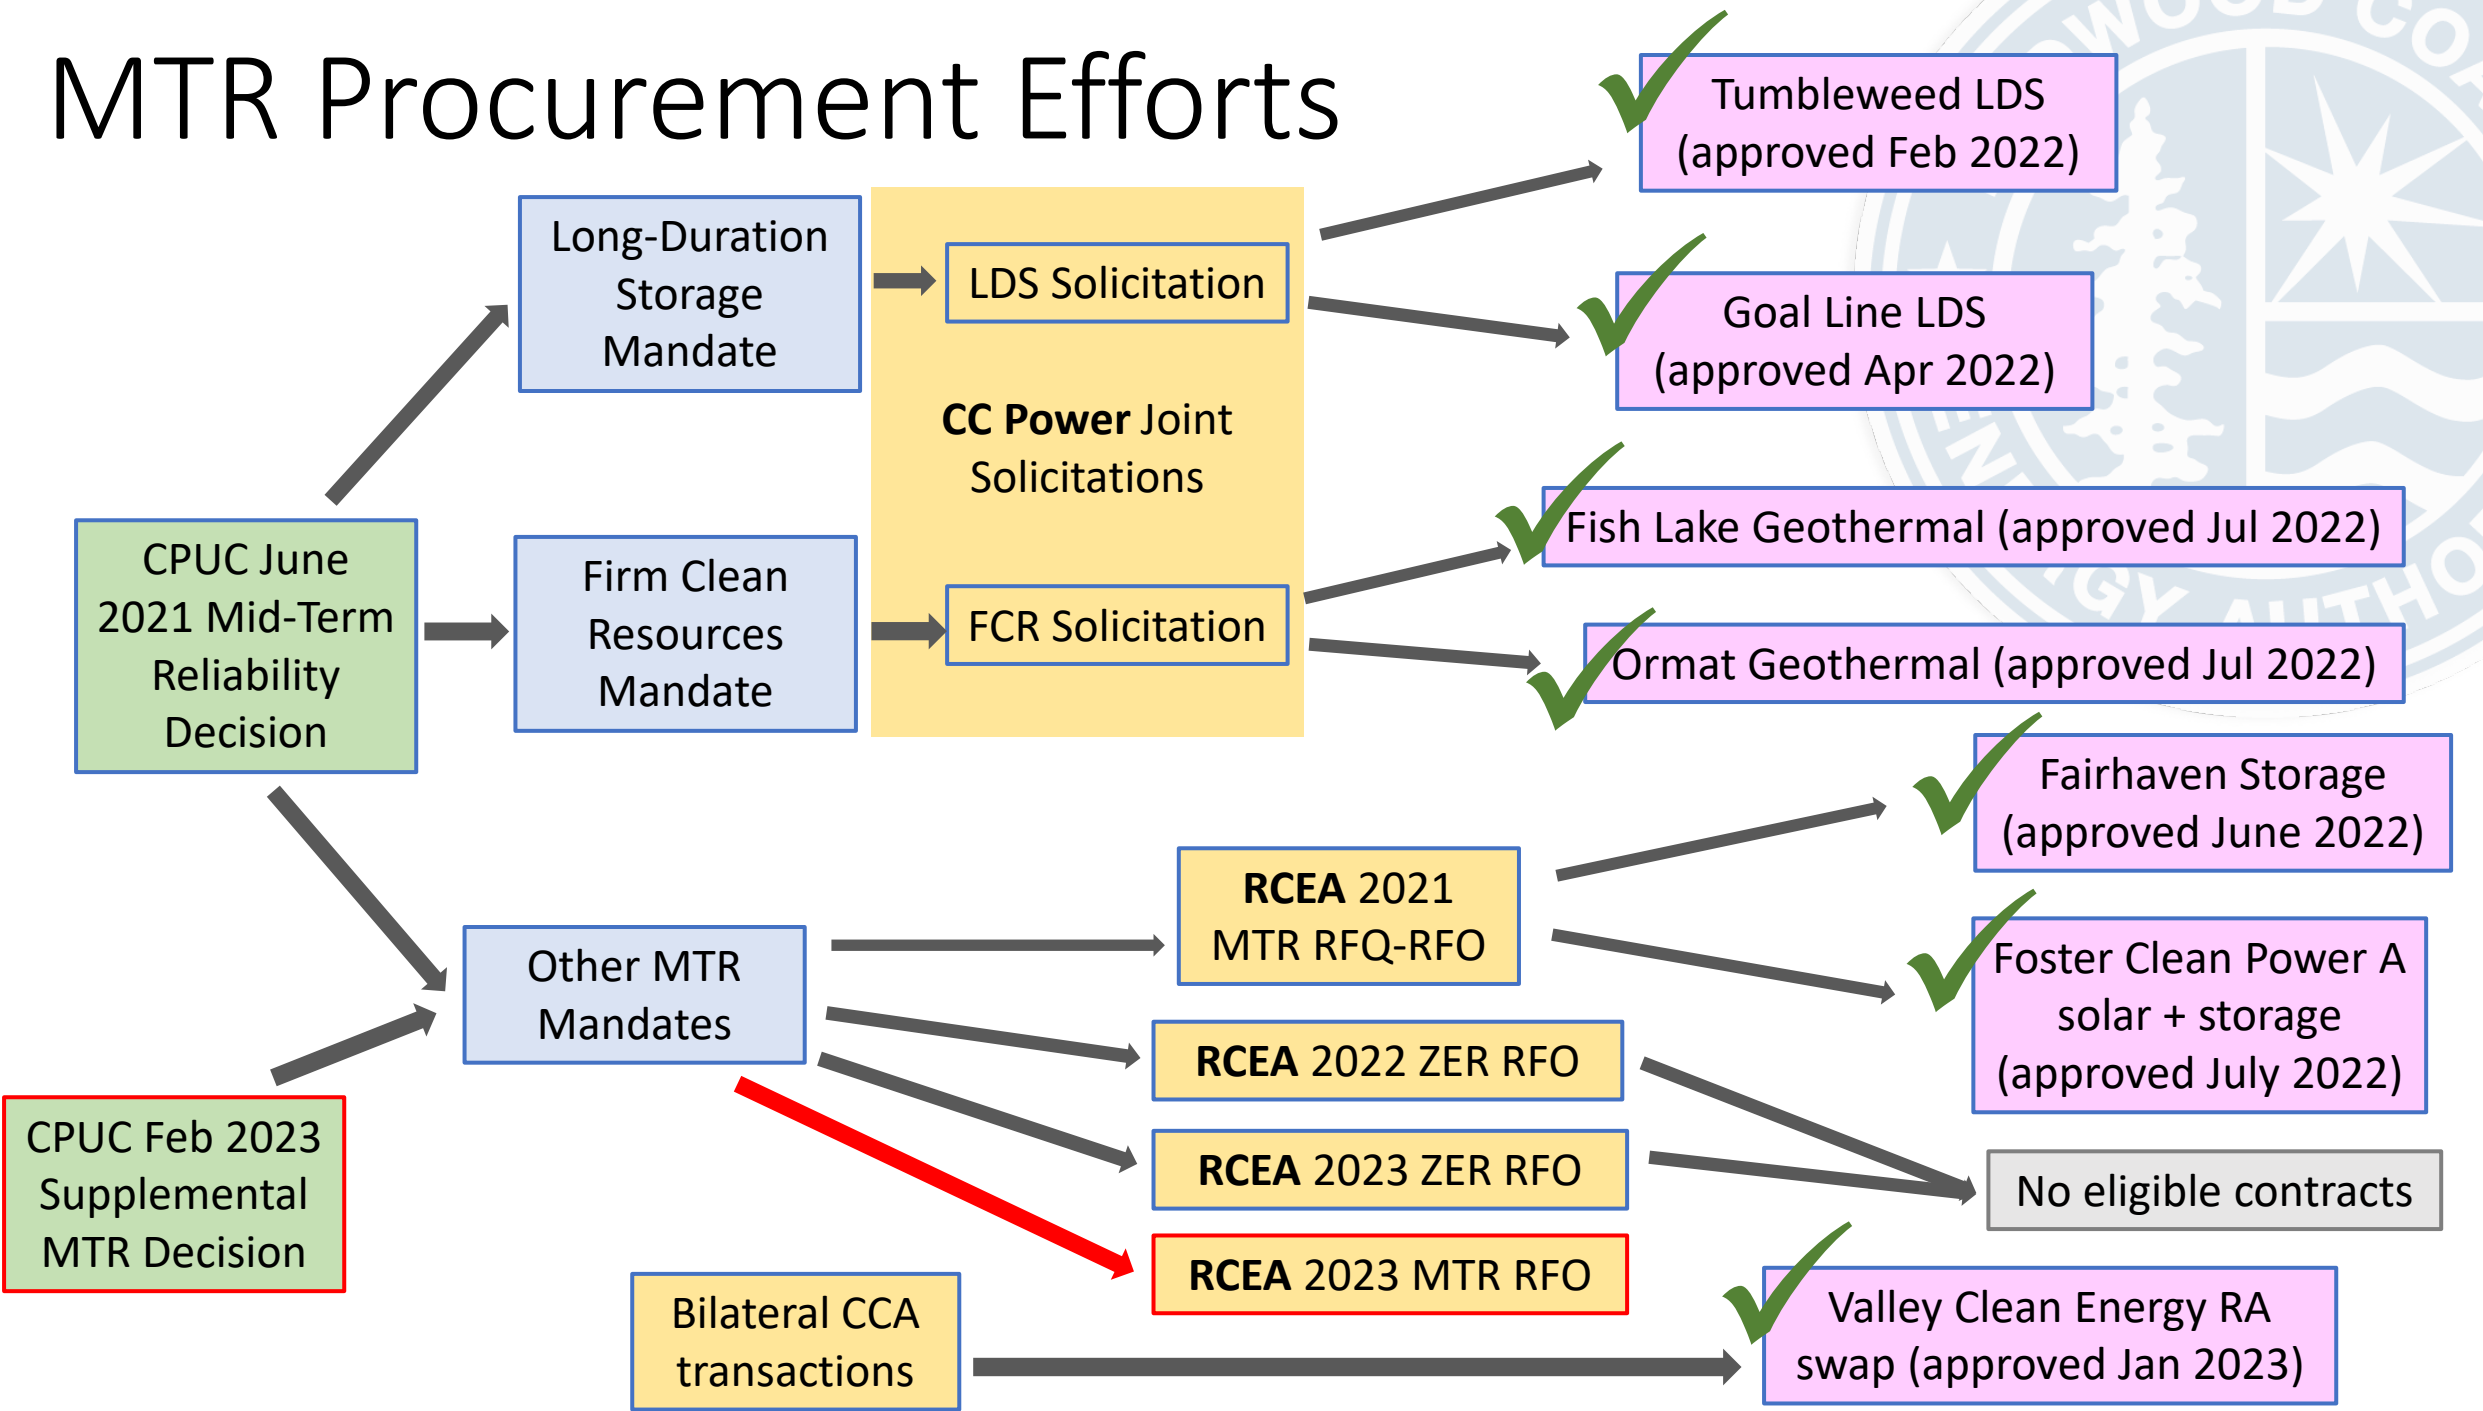 MTR Procurement Efforts
Tumbleweed LDS
(approved Feb 2022)
Long-Duration
Storage
Mandate
LDS Solicitation
Goal Line LDS
(approved Apr 2022)
CC Power Joint
Solicitations
Fish Lake Geothermal (approved Jul 2022)
CPUC June
2021 Mid-Term
Reliability
Decision
Firm Clean
Resources
Mandate
FCR Solicitation
Ormat Geothermal (approved Jul 2022)
Fairhaven Storage
(approved June 2022)
RCEA 2021
MTR RFQ-RFO
Other MTR
Mandates
Foster Clean Power A
solar + storage
(approved July 2022)
RCEA 2022 ZER RFO
CPUC Feb 2023
Supplemental
MTR Decision
RCEA 2023 ZER RFO
No eligible contracts
RCEA 2023 MTR RFO
Bilateral CCA
transactions
Valley Clean Energy RA
swap (approved Jan 2023)